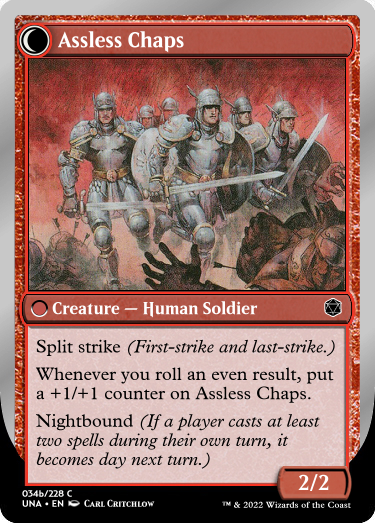 Assless Chaps
Creature — Human Soldier
Split strike (First-strike and last-strike.)
Whenever you roll an even result, put
a +1/+1 counter on Assless Chaps.
Nightbound (If a player casts at
least two spells during their own turn, it
becomes day next turn.)
2/2
034b/228 C
UNA • EN Carl Critchlow
™ & 2022 Wizards of the Coast